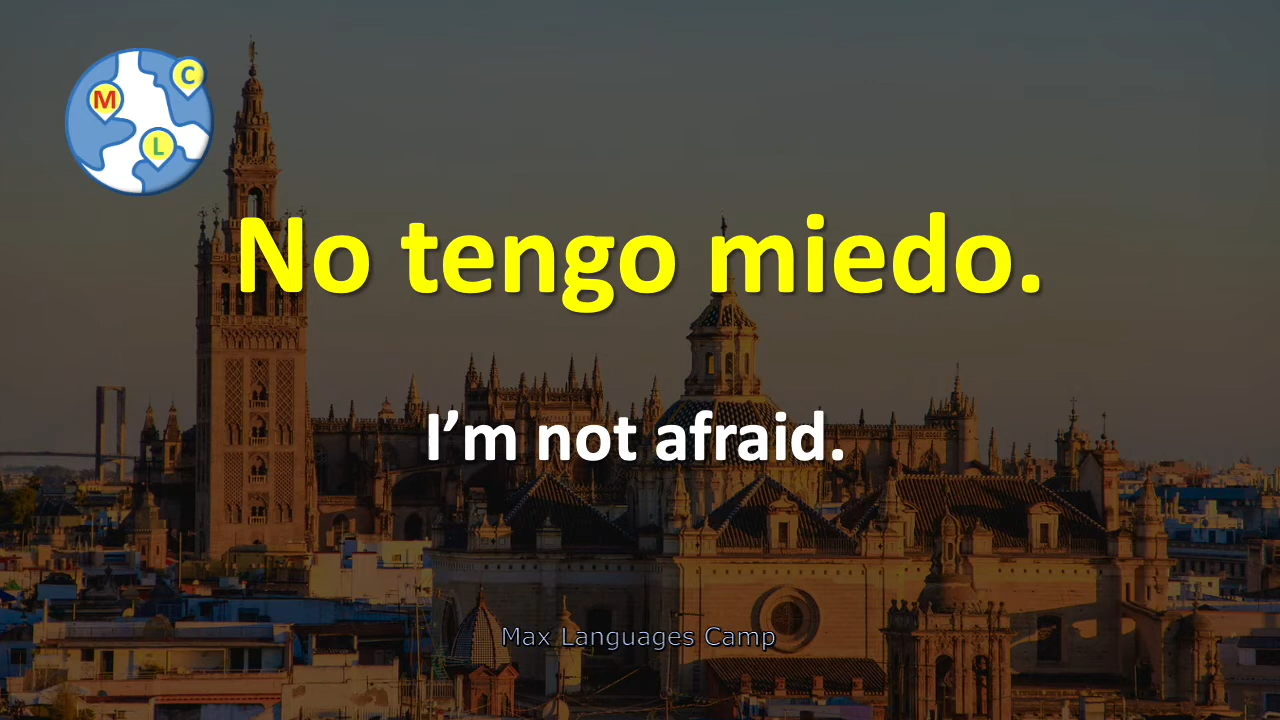 M
C
L
No tengo miedo.
I’m not afraid.
Max Languages Camp